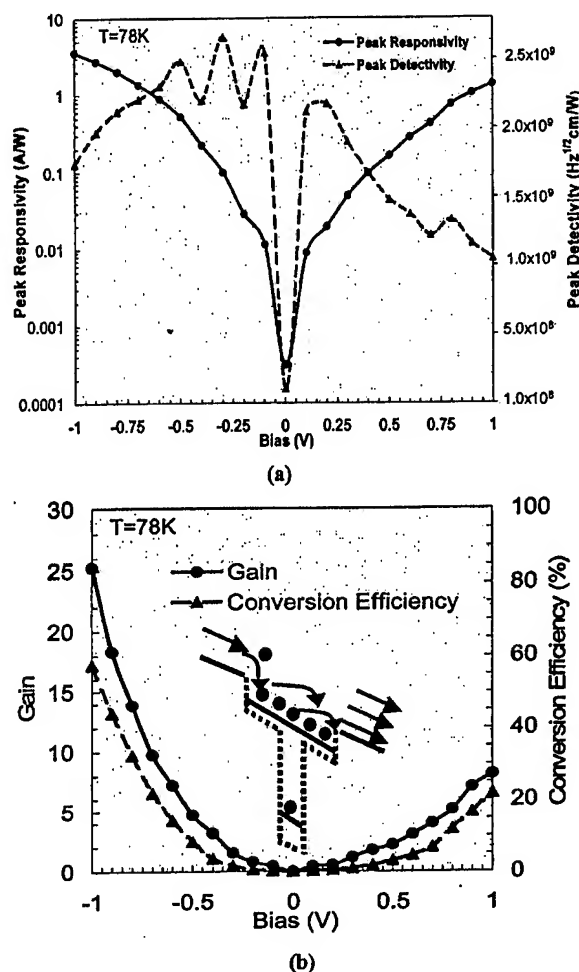 T=78K
Peak Responsivity
Peak Detectivity
Peak Responsivity (A/W)
10
1
0.1
0.01
0.001
0.0001
Peak Detectivity (Hz1/2cm/W)
2.5x10⁹
2.0x10⁹
1.5x10⁹
1.0x10⁹
5.0x10⁸
1.0x10⁸
-1 -0.75 -0.5 -0.25 0 0.25 0.5 0.75 1
Bias (V)
(a)
T=78K
Gain
Conversion Efficiency
Gain
30
25
20
15
10
5
0
Conversion Efficiency (%)
100
80
60
40
20
0
-1 -0.5 0 0.5 1
Bias (V)
(b)